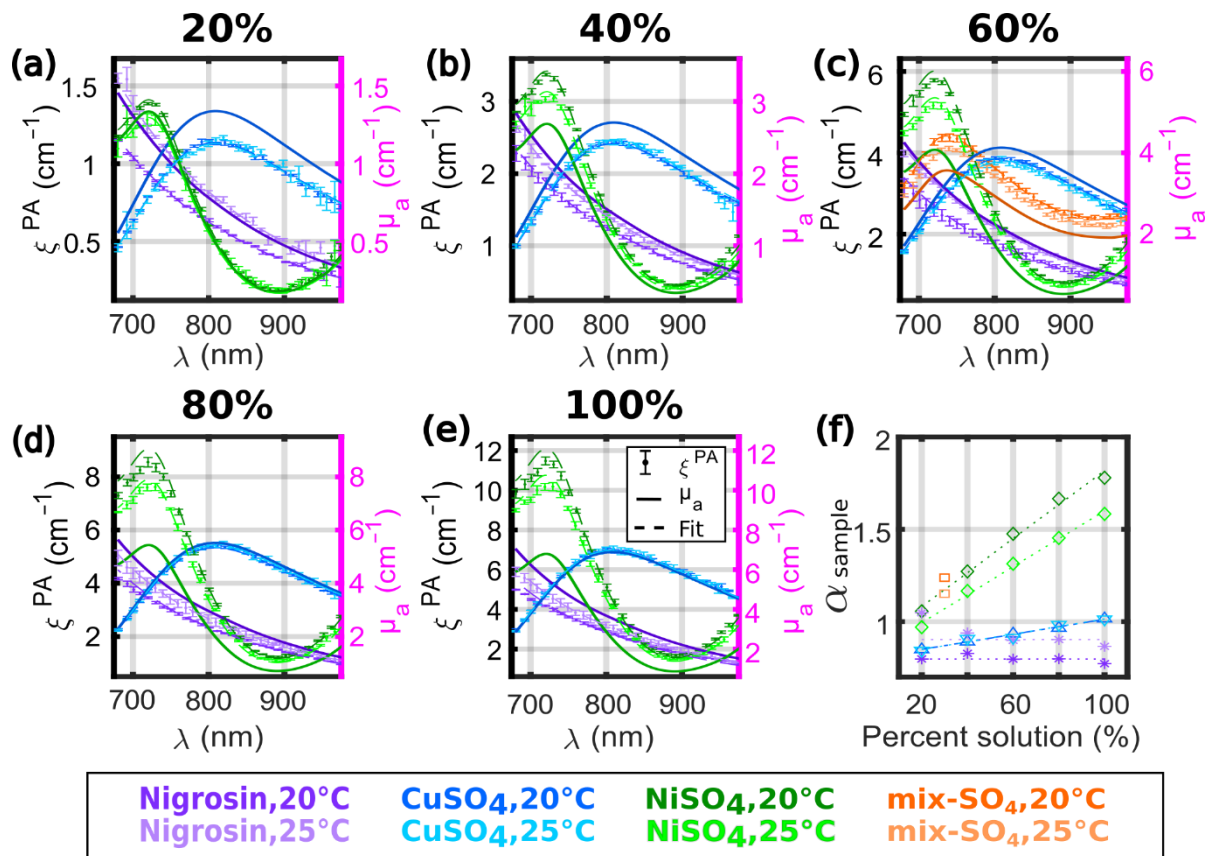 20%
40%
60%
(a)
ξ PA (cm⁻¹)
1.5
1
0.5
700 800 900
λ (nm)
1.5
1
0.5
μa (cm⁻¹)
(b)
ξ PA (cm⁻¹)
3
2
1
700 800 900
λ (nm)
3
2
1
μa (cm⁻¹)
(c)
ξ PA (cm⁻¹)
6
4
2
700 800 900
λ (nm)
6
4
2
μa (cm⁻¹)
80%
100%
(d)
ξ PA (cm⁻¹)
8
6
4
2
700 800 900
λ (nm)
8
6
4
2
μa (cm⁻¹)
(e)
ξ PA (cm⁻¹)
12
10
8
6
4
2
700 800 900
λ (nm)
12
10
8
6
4
2
μa (cm⁻¹)
ξ PA
μa
Fit
(f)
α sample
2
1.5
1
20 60 100
Percent solution (%)
Nigrosin,20°C CuSO₄,20°C NiSO₄,20°C mix-SO₄,20°C
Nigrosin,25°C CuSO₄,25°C NiSO₄,25°C mix-SO₄,25°C